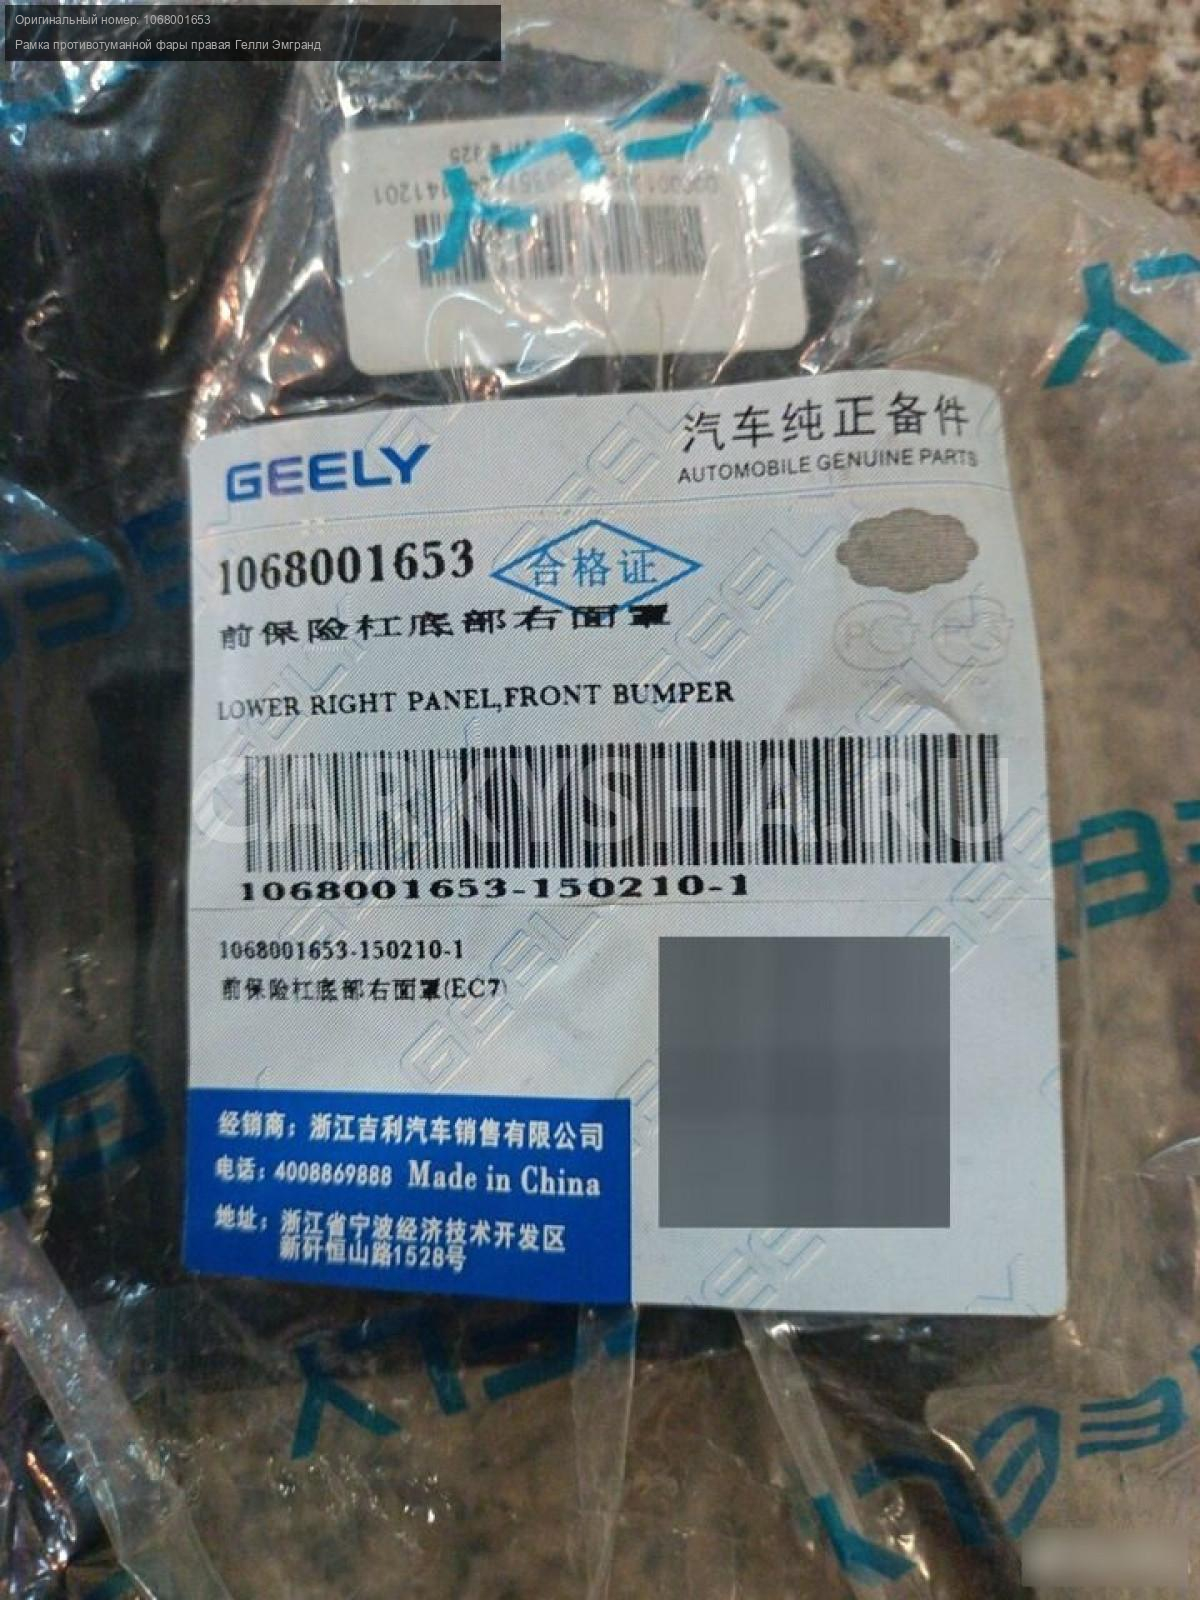 Оригинальный номер: 1068001653
Рамка противотуманной фары правая Гелли Эмгранд
GEELY
汽车纯正备件
AUTOMOBILE GENUINE PARTS
1068001653
合格证
前保险杠底部右面罩
LOWER RIGHT PANEL,FRONT BUMPER
CARKYSHA.RU
1068001653-150210-1
1068001653-150210-1
前保险杠底部右面罩(EC7)
经销商：浙江吉利汽车销售有限公司
电话：4008869888 Made in China
地址：浙江省宁波经济技术开发区
新矸恒山路1528号